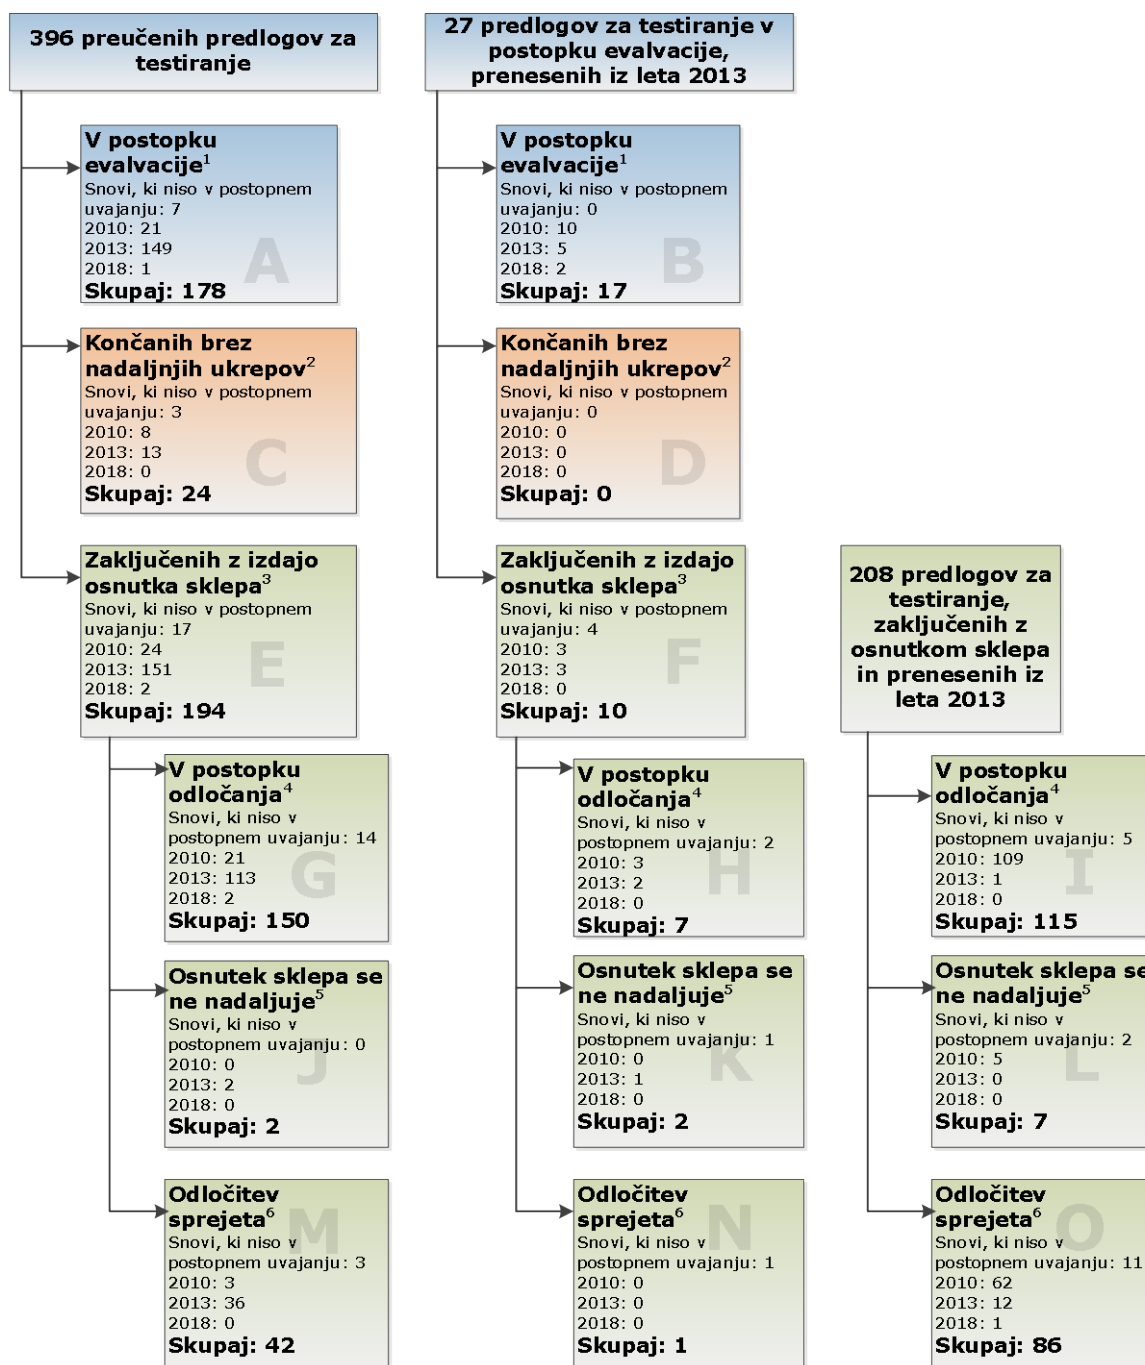 396 preučenih predlogov za
testiranje
V postopku
evalvacije¹
Snovi, ki niso v postopnem
uvajanju: 7
2010: 21
2013: 149
2018: 1
Skupaj: 178
A
Končanih brez
nadaljnjih ukrepov²
Snovi, ki niso v postopnem
uvajanju: 3
2010: 8
2013: 13
2018: 0
Skupaj: 24
C
Zaključenih z izdajo
osnutka sklepa³
Snovi, ki niso v postopnem
uvajanju: 17
2010: 24
2013: 151
2018: 2
Skupaj: 194
E
V postopku
odločanja⁴
Snovi, ki niso v
postopnem uvajanju: 14
2010: 21
2013: 113
2018: 2
Skupaj: 150
G
Osnutek sklepa se
ne nadaljuje⁵
Snovi, ki niso v
postopnem uvajanju: 0
2010: 0
2013: 2
2018: 0
Skupaj: 2
J
Odločitev
sprejeta⁶
Snovi, ki niso v
postopnem uvajanju: 3
2010: 3
2013: 36
2018: 0
Skupaj: 42
M
27 predlogov za testiranje v
postopku evalvacije,
prenesenih iz leta 2013
V postopku
evalvacije¹
Snovi, ki niso v postopnem
uvajanju: 0
2010: 10
2013: 5
2018: 2
Skupaj: 17
B
Končanih brez
nadaljnjih ukrepov²
Snovi, ki niso v postopnem
uvajanju: 0
2010: 0
2013: 0
2018: 0
Skupaj: 0
D
Zaključenih z izdajo
osnutka sklepa³
Snovi, ki niso v postopnem
uvajanju: 4
2010: 3
2013: 3
2018: 0
Skupaj: 10
F
V postopku
odločanja⁴
Snovi, ki niso v
postopnem uvajanju: 2
2010: 3
2013: 2
2018: 0
Skupaj: 7
H
Osnutek sklepa se
ne nadaljuje⁵
Snovi, ki niso v
postopnem uvajanju: 1
2010: 0
2013: 1
2018: 0
Skupaj: 2
K
Odločitev
sprejeta⁶
Snovi, ki niso v
postopnem uvajanju: 1
2010: 0
2013: 0
2018: 0
Skupaj: 1
N
208 predlogov za
testiranje,
zaključenih z
osnutkom sklepa
in prenesenih iz
leta 2013
V postopku
odločanja⁴
Snovi, ki niso v
postopnem uvajanju: 5
2010: 109
2013: 1
2018: 0
Skupaj: 115
I
Osnutek sklepa se
ne nadaljuje⁵
Snovi, ki niso v
postopnem uvajanju: 2
2010: 5
2013: 0
2018: 0
Skupaj: 7
L
Odločitev
sprejeta⁶
Snovi, ki niso v
postopnem uvajanju: 11
2010: 62
2013: 12
2018: 1
Skupaj: 86
O